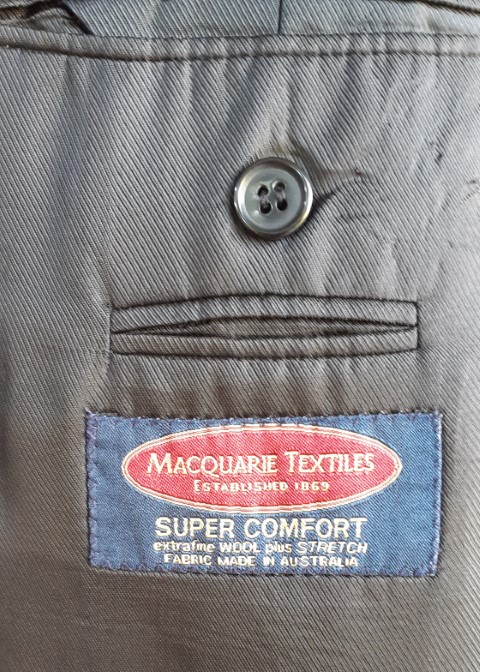 MACQUARIE TEXTILES
ESTABLISHED 1869
SUPER COMFORT
extrafine WOOL plus STRETCH
FABRIC MADE IN AUSTRALIA